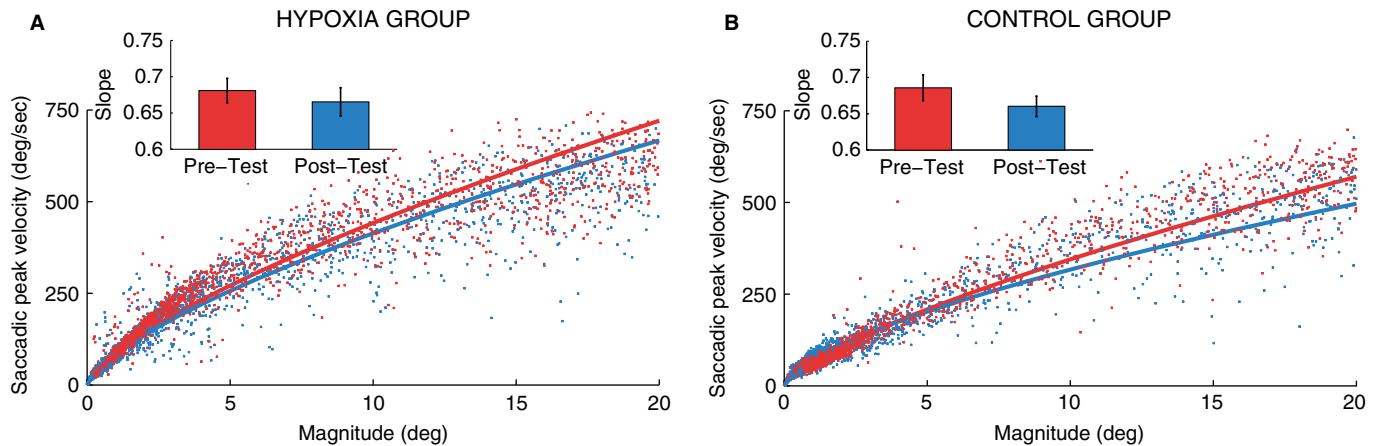 A
HYPOXIA GROUP
0.75
0.7
0.65
0.6
Slope
Pre–Test
Post–Test
750
500
250
0
Saccadic peak velocity (deg/sec)
0
5
10
15
20
Magnitude (deg)
B
CONTROL GROUP
0.75
0.7
0.65
0.6
Slope
Pre–Test
Post–Test
750
500
250
0
Saccadic peak velocity (deg/sec)
0
5
10
15
20
Magnitude (deg)